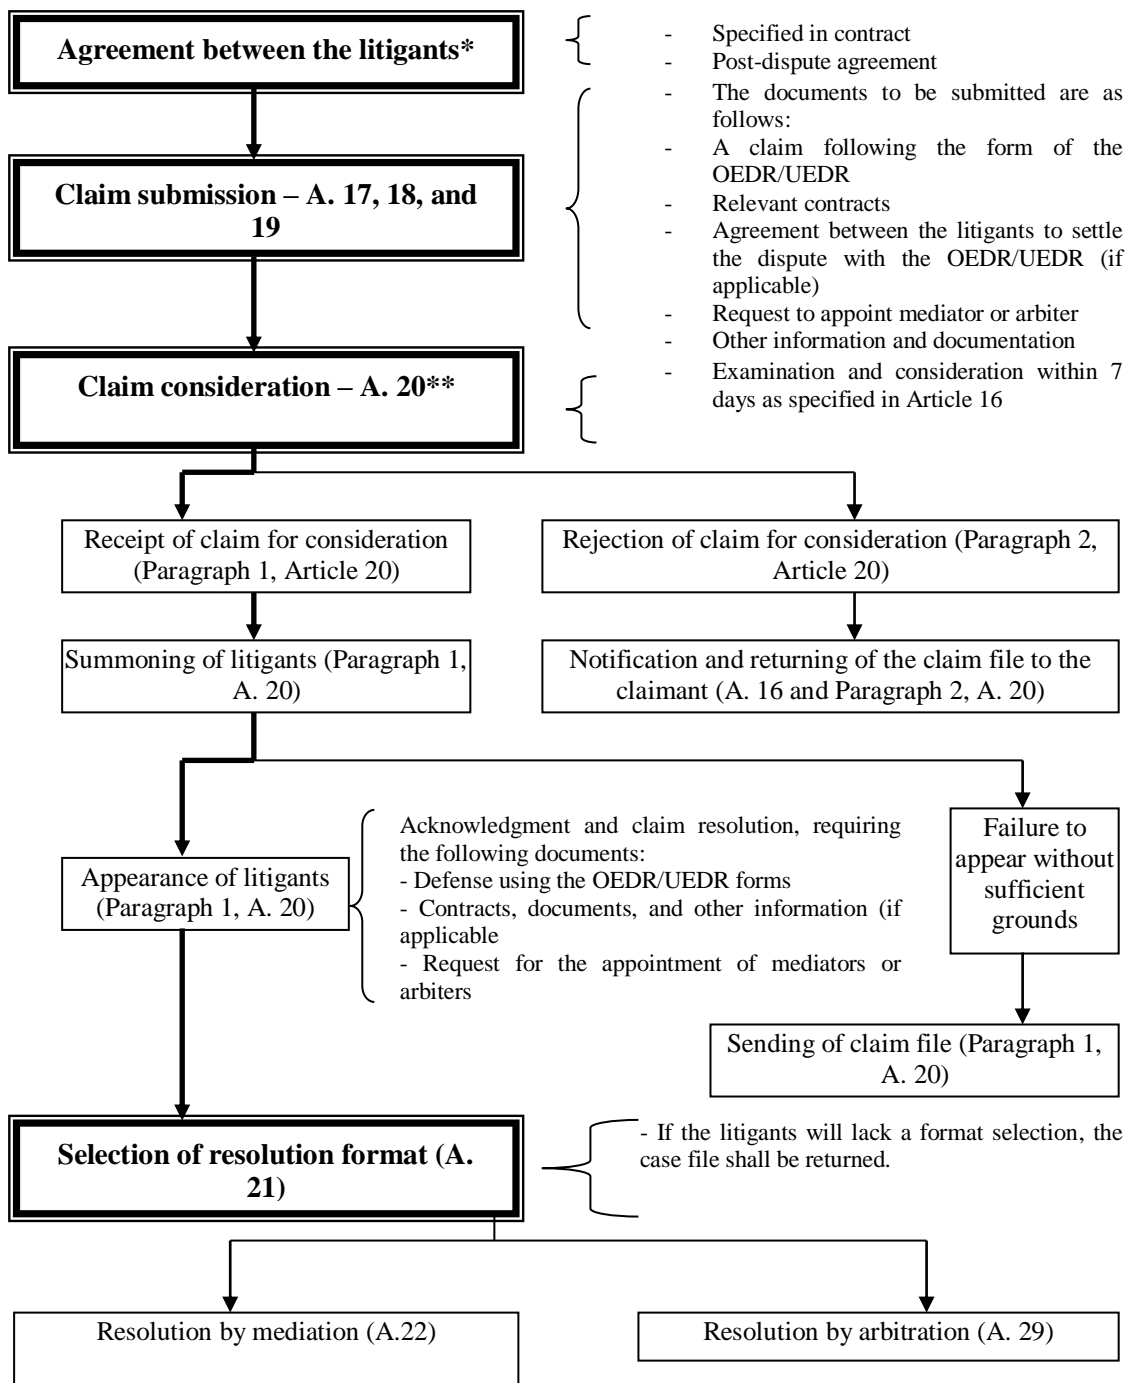 Agreement between the litigants*
- Specified in contract
- Post-dispute agreement
- The documents to be submitted are as
follows:
- A claim following the form of the
OEDR/UEDR
- Relevant contracts
- Agreement between the litigants to settle
the dispute with the OEDR/UEDR (if
applicable)
- Request to appoint mediator or arbiter
- Other information and documentation
Claim submission – A. 17, 18, and
19
Claim consideration – A. 20**
- Examination and consideration within 7
days as specified in Article 16
Receipt of claim for consideration
(Paragraph 1, Article 20)
Rejection of claim for consideration (Paragraph 2,
Article 20)
Summoning of litigants (Paragraph 1,
A. 20)
Notification and returning of the claim file to the
claimant (A. 16 and Paragraph 2, A. 20)
Appearance of litigants
(Paragraph 1, A. 20)
Acknowledgment and claim resolution, requiring
the following documents:
- Defense using the OEDR/UEDR forms
- Contracts, documents, and other information (if
applicable
- Request for the appointment of mediators or
arbiters
Failure to
appear without
sufficient
grounds
Sending of claim file (Paragraph 1,
A. 20)
Selection of resolution format (A.
21)
- If the litigants will lack a format selection, the
case file shall be returned.
Resolution by mediation (A.22)
Resolution by arbitration (A. 29)